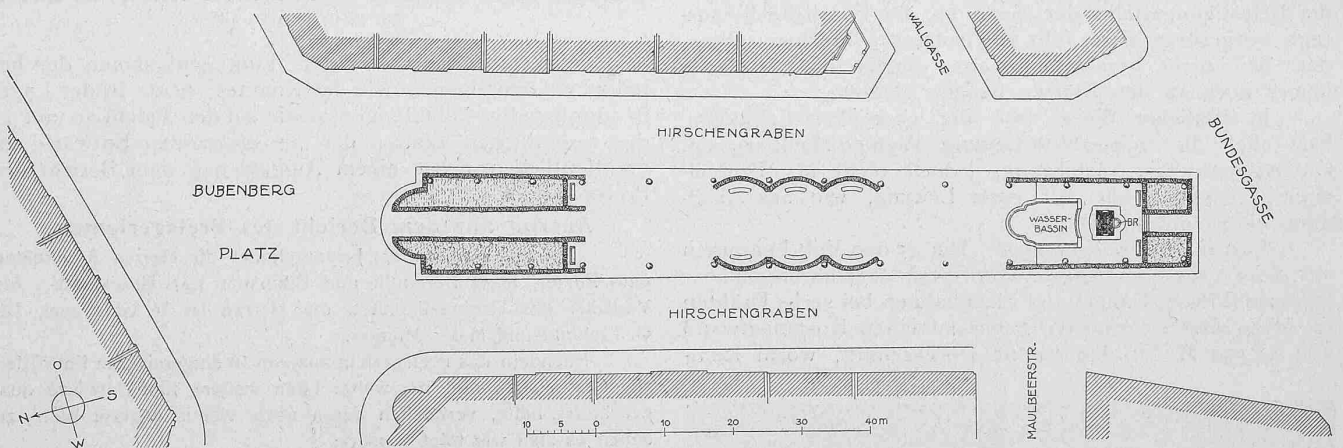 WALLGASSE
HIRSCHENGRABEN
BUNDESGASSE
BUBENBERG
PLATZ
WASSER-
BASSIN
BR
HIRSCHENGRABEN
MAULBEERSTR-
N
S
W
10 5 0 10 20 30 40m